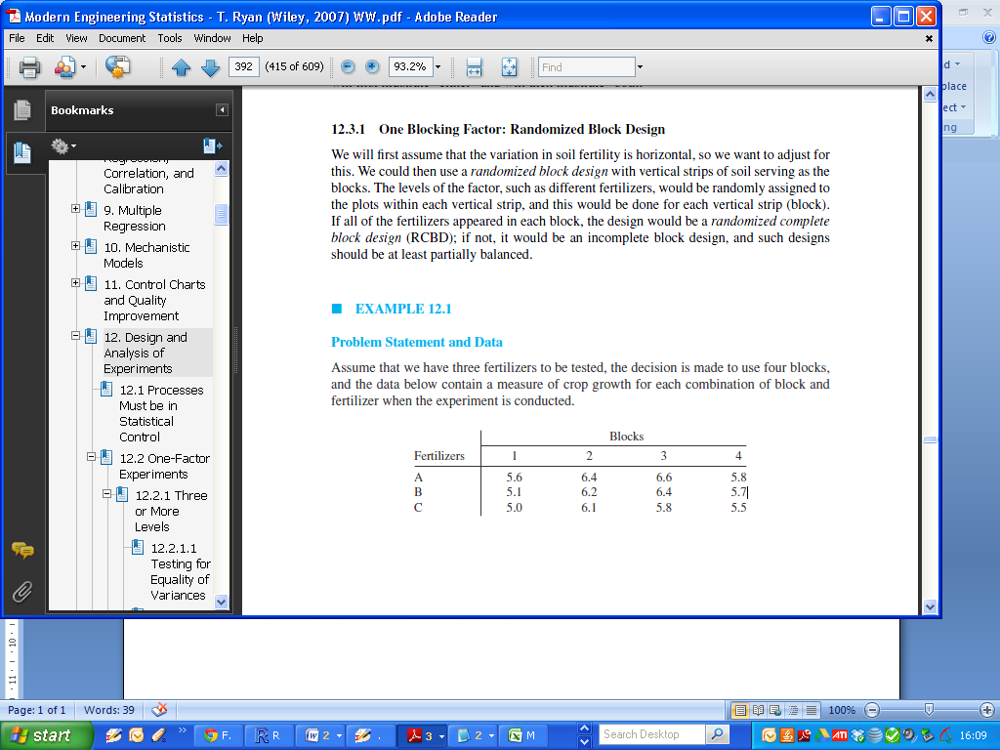 Modern Engineering Statistics - T. Ryan (Wiley, 2007) WW.pdf - Adobe Reader
File Edit View Document Tools Window Help
392 (415 of 609) 93.2% Find
Bookmarks
Regression,
Correlation, and
Calibration
9. Multiple
Regression
10. Mechanistic
Models
11. Control Charts
and Quality
Improvement
12. Design and
Analysis of
Experiments
12.1 Processes
Must be in
Statistical
Control
12.2 One-Factor
Experiments
12.2.1 Three
or More
Levels
12.2.1.1
Testing for
Equality of
Variances
12.3.1 One Blocking Factor: Randomized Block Design
We will first assume that the variation in soil fertility is horizontal, so we want to adjust for
this. We could then use a randomized block design with vertical strips of soil serving as the
blocks. The levels of the factor, such as different fertilizers, would be randomly assigned to
the plots within each vertical strip, and this would be done for each vertical strip (block).
If all of the fertilizers appeared in each block, the design would be a randomized complete
block design (RCBD); if not, it would be an incomplete block design, and such designs
should be at least partially balanced.
EXAMPLE 12.1
Problem Statement and Data
Assume that we have three fertilizers to be tested, the decision is made to use four blocks,
and the data below contain a measure of crop growth for each combination of block and
fertilizer when the experiment is conducted.
Blocks
Fertilizers 1 2 3 4
A 5.6 6.4 6.6 5.8
B 5.1 6.2 6.4 5.7
C 5.0 6.1 5.8 5.5
d
place
ect
ng
10
11
Page: 1 of 1 Words: 39 100%
start F. R R 2 . 3 2 M Search Desktop 16:09